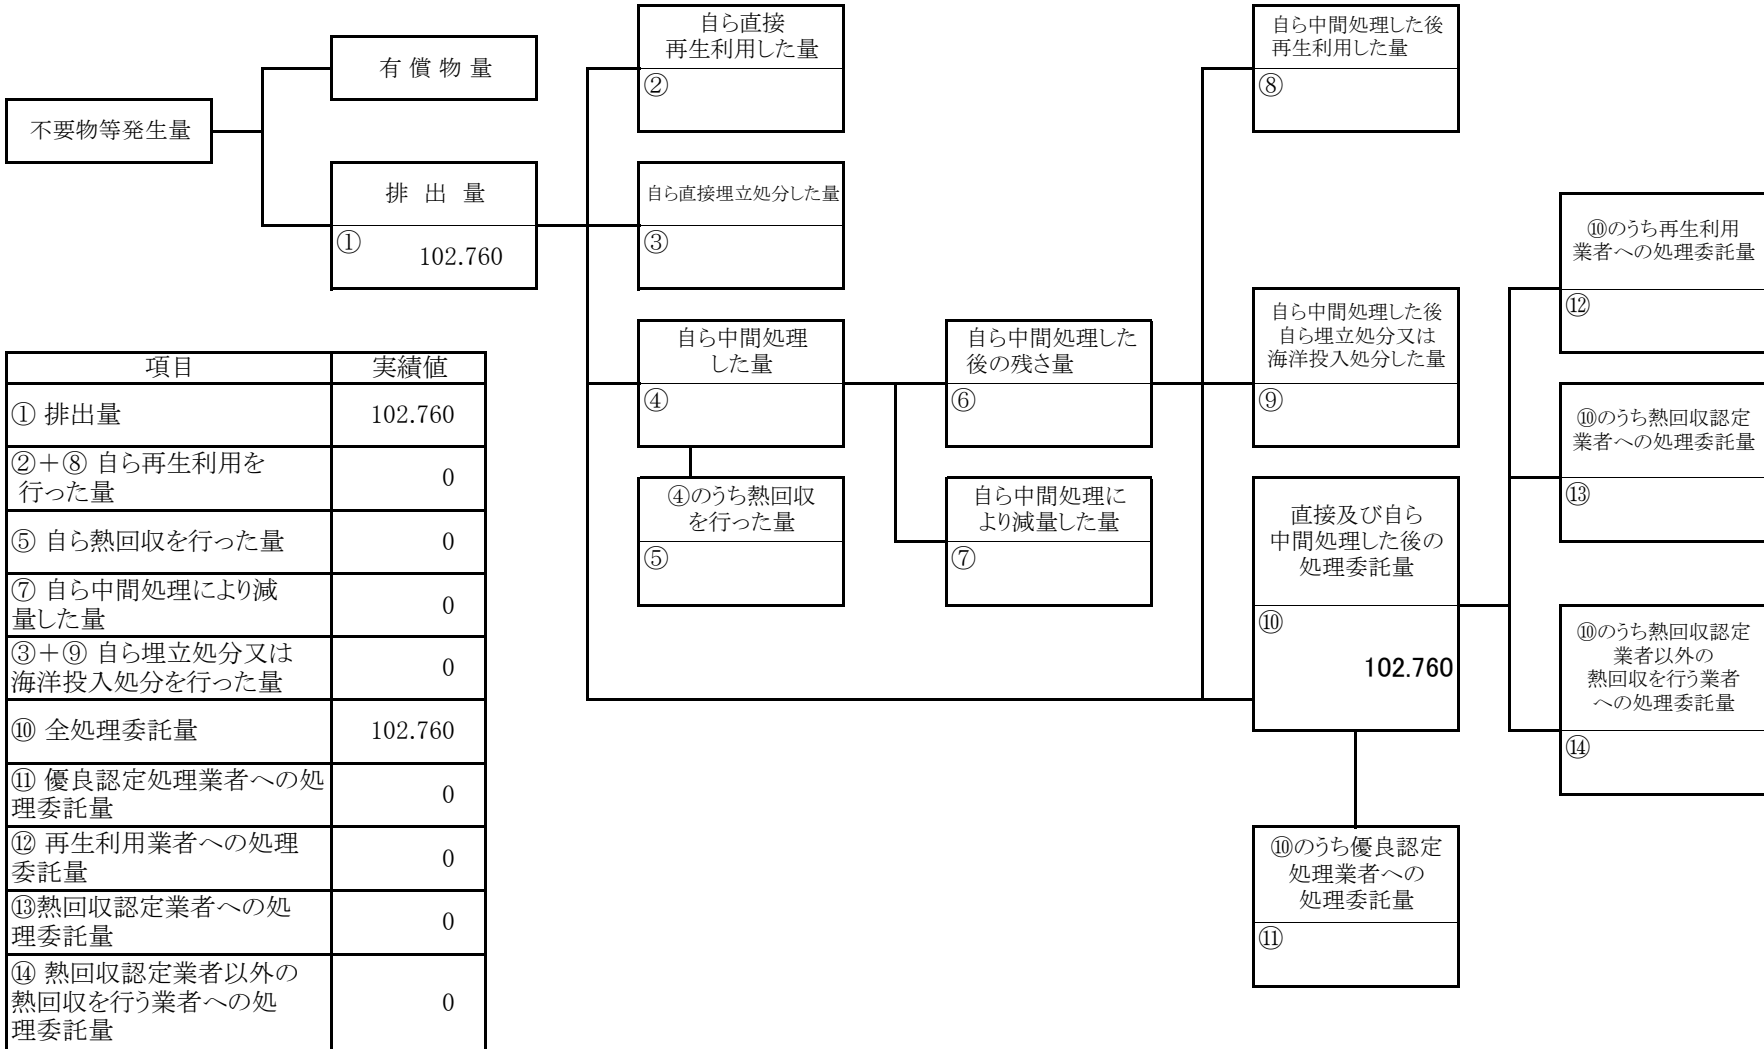 不要物等発生量
有 償 物 量
排 出 量
①
102.760
自ら直接
再生利用した量
②
自ら直接埋立処分した量
③
自ら中間処理
した量
④
④のうち熱回収
を行った量
⑤
自ら中間処理した
後の残さ量
⑥
自ら中間処理に
より減量した量
⑦
自ら中間処理した後
再生利用した量
⑧
自ら中間処理した後
自ら埋立処分又は
海洋投入処分した量
⑨
直接及び自ら
中間処理した後の
処理委託量
⑩
102.760
⑩のうち優良認定
処理業者への
処理委託量
⑪
⑩のうち再生利用
業者への処理委託量
⑫
⑩のうち熱回収認定
業者への処理委託量
⑬
⑩のうち熱回収認定
業者以外の
熱回収を行う業者
への処理委託量
⑭
項目 実績値
① 排出量 102.760
②+⑧ 自ら再生利用を
行った量 0
⑤ 自ら熱回収を行った量 0
⑦ 自ら中間処理により減
量した量 0
③+⑨ 自ら埋立処分又は
海洋投入処分を行った量 0
⑩ 全処理委託量 102.760
⑪ 優良認定処理業者への処
理委託量 0
⑫ 再生利用業者への処理
委託量 0
⑬熱回収認定業者への処
理委託量 0
⑭ 熱回収認定業者以外の
熱回収を行う業者への処
理委託量 0